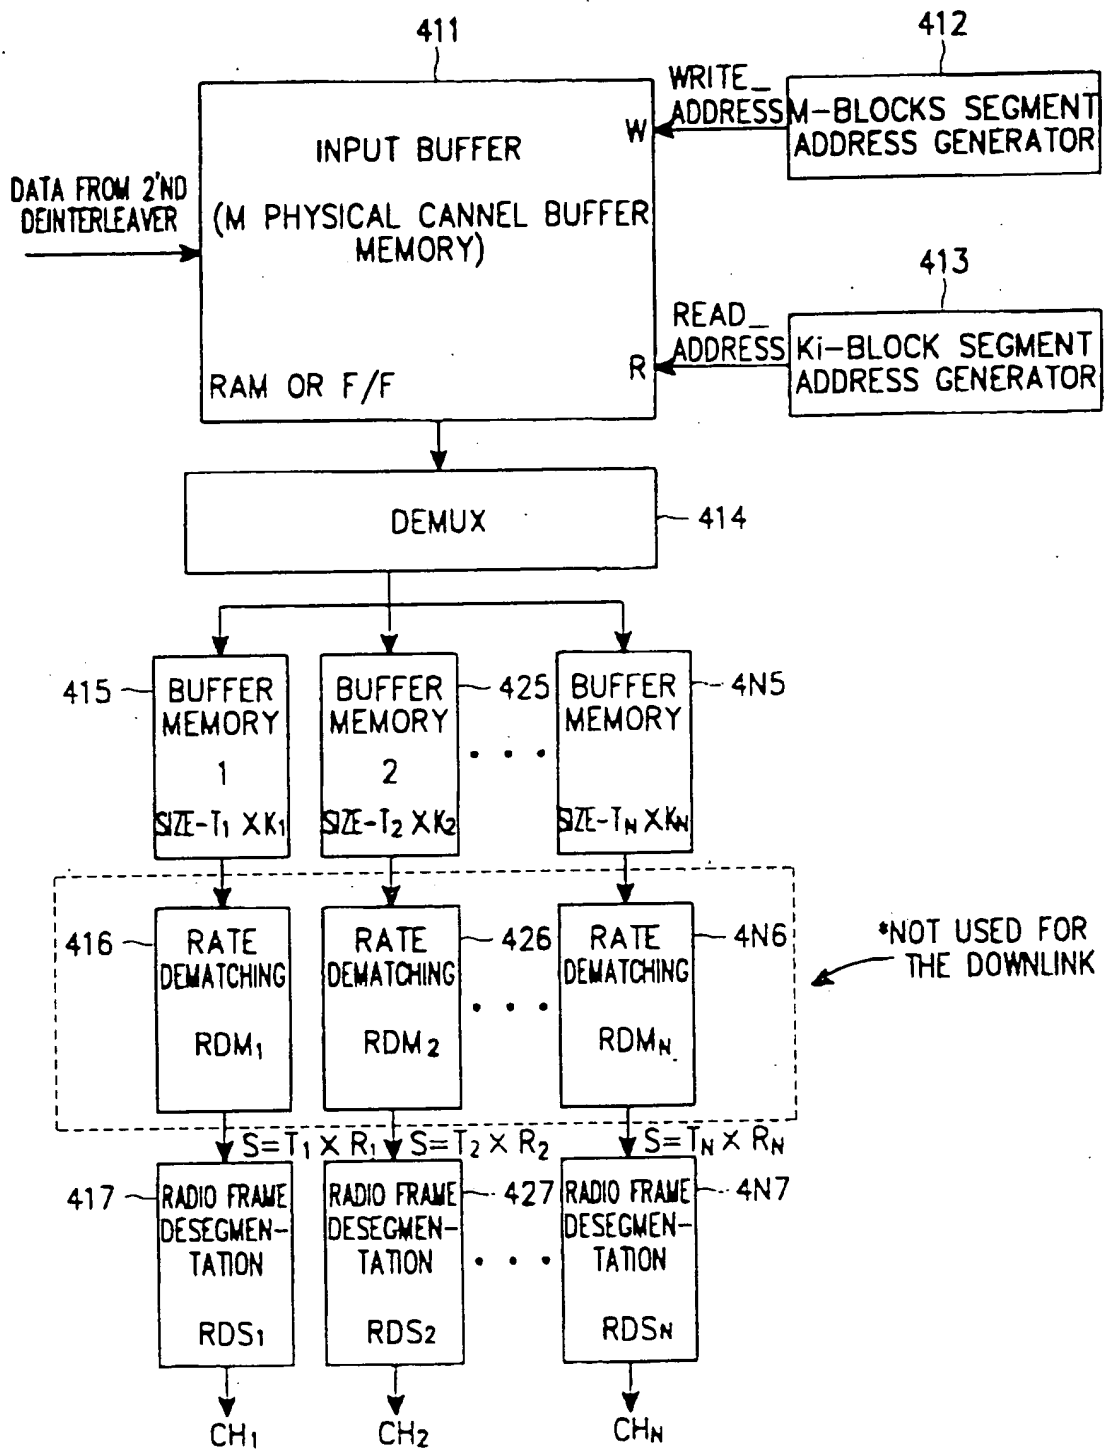 411
412
INPUT BUFFER
(M PHYSICAL CANNEL BUFFER
MEMORY)
RAM OR F/F
W
R
WRITE_
ADDRESS
M-BLOCKS SEGMENT
ADDRESS GENERATOR
DATA FROM 2'ND
DEINTERLEAVER
413
READ_
ADDRESS
Ki-BLOCK SEGMENT
ADDRESS GENERATOR
DEMUX
414
415
BUFFER
MEMORY
1
SIZE-T₁ X K₁
BUFFER
MEMORY
2
SIZE-T₂ X K₂
425
. . .
BUFFER
MEMORY
SIZE-TN X KN
4N5
416
RATE
DEMATCHING
RDM₁
RATE
DEMATCHING
RDM₂
426
. . .
RATE
DEMATCHING
RDMN
4N6
*NOT USED FOR
THE DOWNLINK
S=T₁ X R₁
S=T₂ X R₂
S=TN X RN
417
RADIO FRAME
DESEGMEN-
TATION
RDS₁
RADIO FRAME
DESEGMEN-
TATION
RDS₂
427
. . .
RADIO FRAME
DESEGMEN-
TATION
RDSN
4N7
CH₁
CH₂
CHN